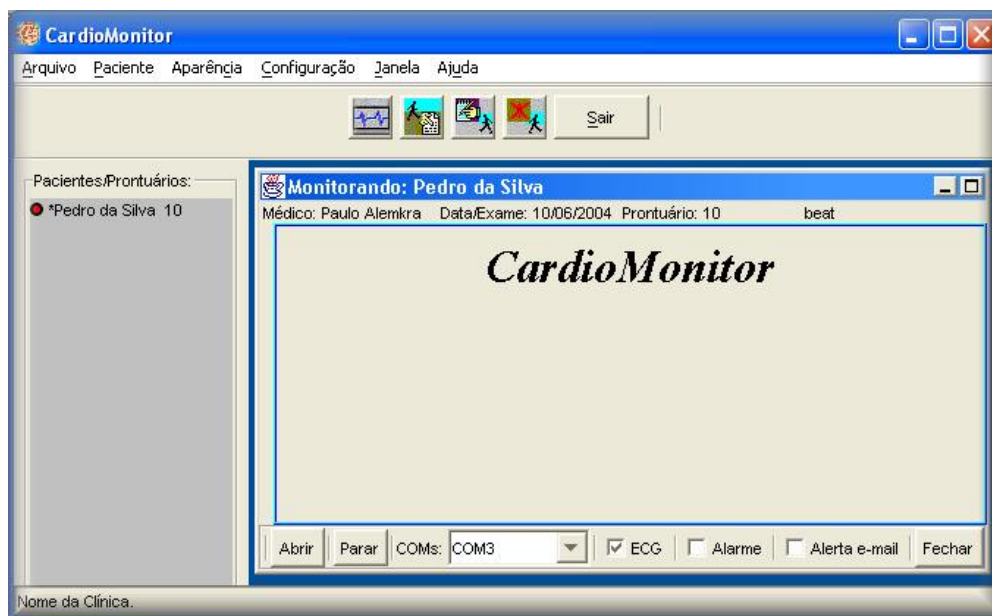 CardioMonitor
Arquivo Paciente Aparência Configuração Janela Ajuda
Sair
Pacientes/Prontuários:
*Pedro da Silva 10
Monitorando: Pedro da Silva
Médico: Paulo Alemkra Data/Exame: 10/06/2004 Prontuário: 10 beat
CardioMonitor
Abrir Parar COMs: COM3 ECG Alarme Alerta e-mail Fechar
Nome da Clínica.